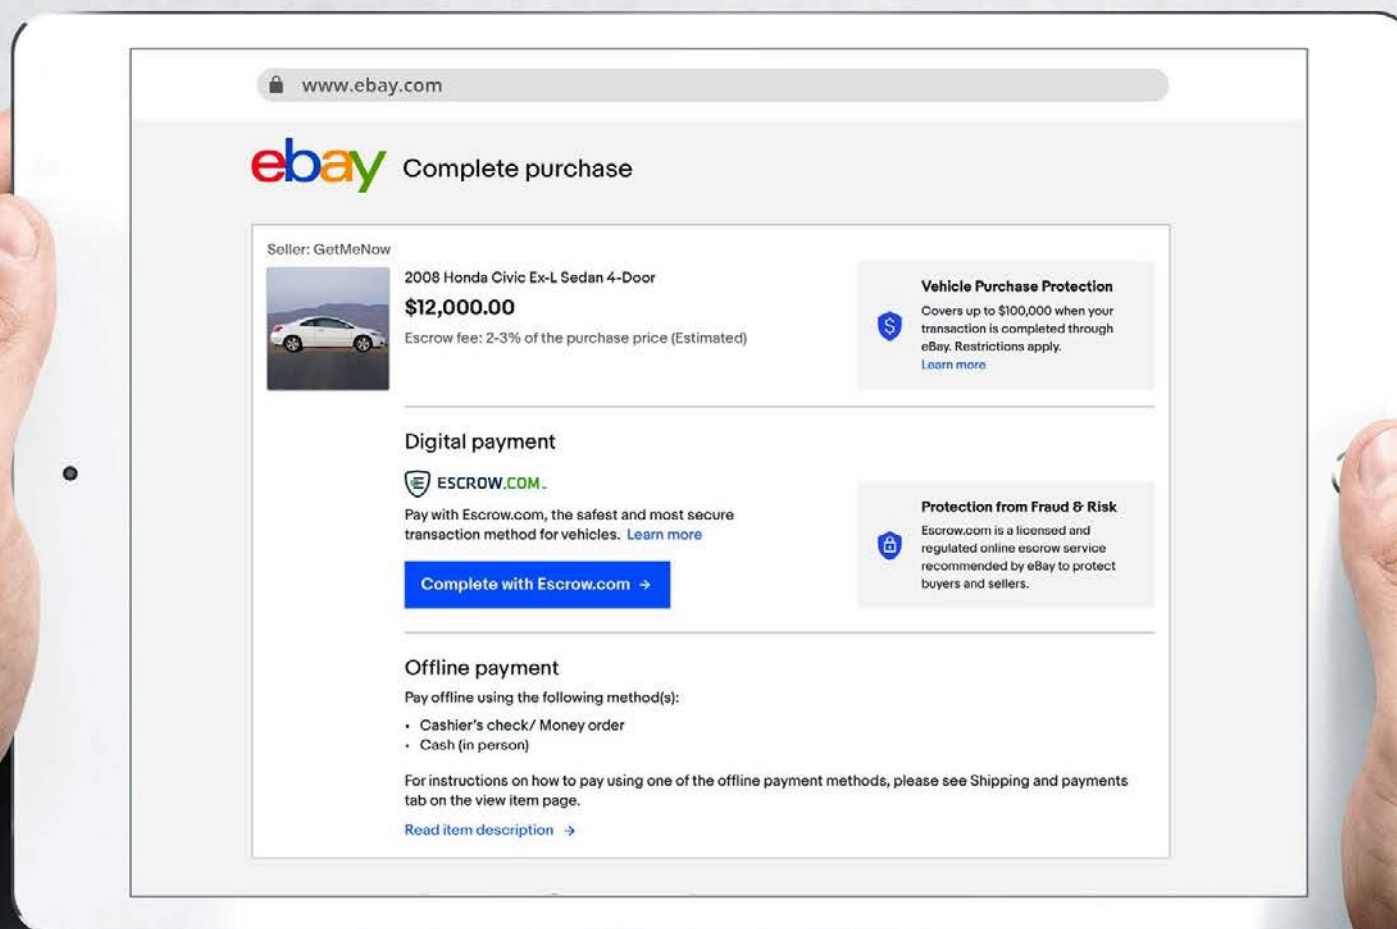 www.ebay.com
ebay Complete purchase
Seller: GetMeNow
2008 Honda Civic Ex-L Sedan 4-Door
$12,000.00
Escrow fee: 2-3% of the purchase price (Estimated)
Vehicle Purchase Protection
Covers up to $100,000 when your
transaction is completed through
eBay. Restrictions apply.
Learn more
Digital payment
ESCROW.COM
Pay with Escrow.com, the safest and most secure
transaction method for vehicles. Learn more
Complete with Escrow.com →
Protection from Fraud & Risk
Escrow.com is a licensed and
regulated online escrow service
recommended by eBay to protect
buyers and sellers.
Offline payment
Pay offline using the following method(s):
• Cashier's check/ Money order
• Cash (in person)
For instructions on how to pay using one of the offline payment methods, please see Shipping and payments
tab on the view item page.
Read item description →